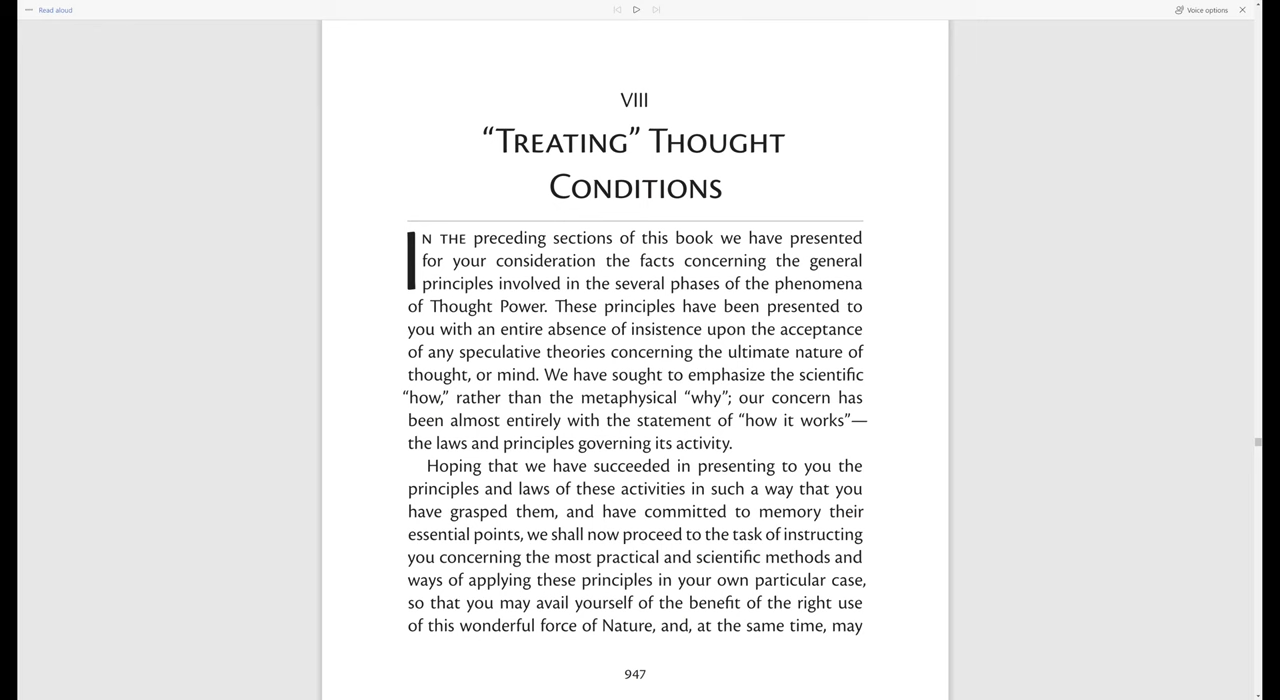 Read aloud
Voice options
VIII
“Treating” Thought
Conditions
In the preceding sections of this book we have presented
for your consideration the facts concerning the general
principles involved in the several phases of the phenomena
of Thought Power. These principles have been presented to
you with an entire absence of insistence upon the acceptance
of any speculative theories concerning the ultimate nature of
thought, or mind. We have sought to emphasize the scientific
“how,” rather than the metaphysical “why”; our concern has
been almost entirely with the statement of “how it works”—
the laws and principles governing its activity.
Hoping that we have succeeded in presenting to you the
principles and laws of these activities in such a way that you
have grasped them, and have committed to memory their
essential points, we shall now proceed to the task of instructing
you concerning the most practical and scientific methods and
ways of applying these principles in your own particular case,
so that you may avail yourself of the benefit of the right use
of this wonderful force of Nature, and, at the same time, may
947